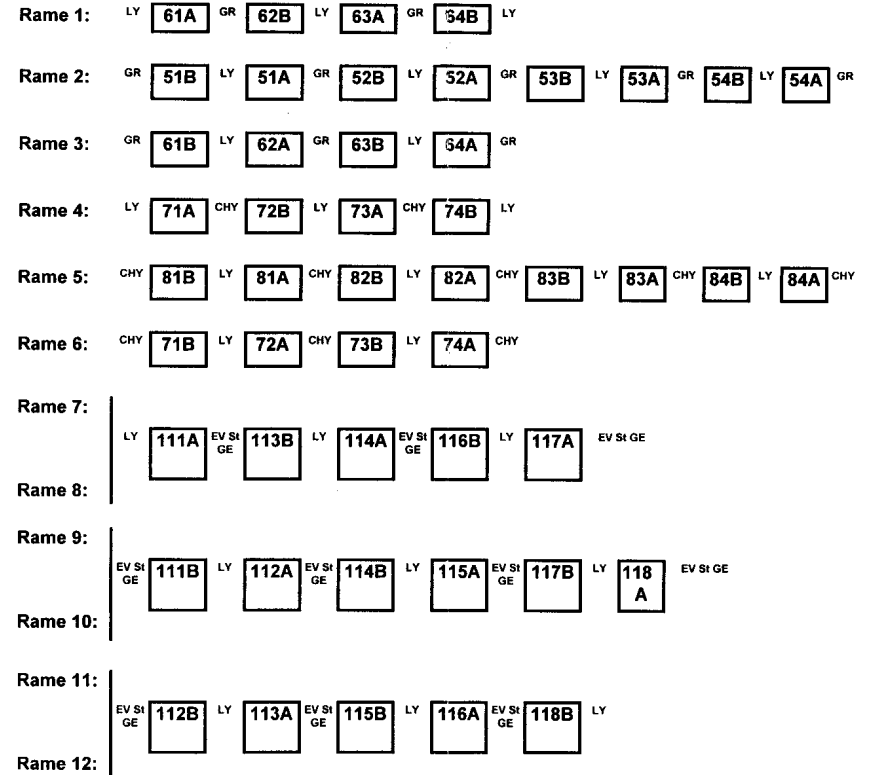 Rame 1: LY 61A GR 62B LY 63A GR 64B LY
Rame 2: GR 51B LY 51A GR 52B LY 52A GR 53B LY 53A GR 54B LY 54A GR
Rame 3: GR 61B LY 62A GR 63B LY 64A GR
Rame 4: LY 71A CHY 72B LY 73A CHY 74B LY
Rame 5: CHY 81B LY 81A CHY 82B LY 82A CHY 83B LY 83A CHY 84B LY 84A CHY
Rame 6: CHY 71B LY 72A CHY 73B LY 74A CHY
Rame 7:
LY 111A EV St GE 113B LY 114A EV St GE 116B LY 117A EV St GE
Rame 8:
Rame 9:
EV St GE 111B LY 112A EV St GE 114B LY 115A EV St GE 117B LY 118 A EV St GE
Rame 10:
Rame 11:
EV St GE 112B LY 113A EV St GE 115B LY 116A EV St GE 118B LY
Rame 12: